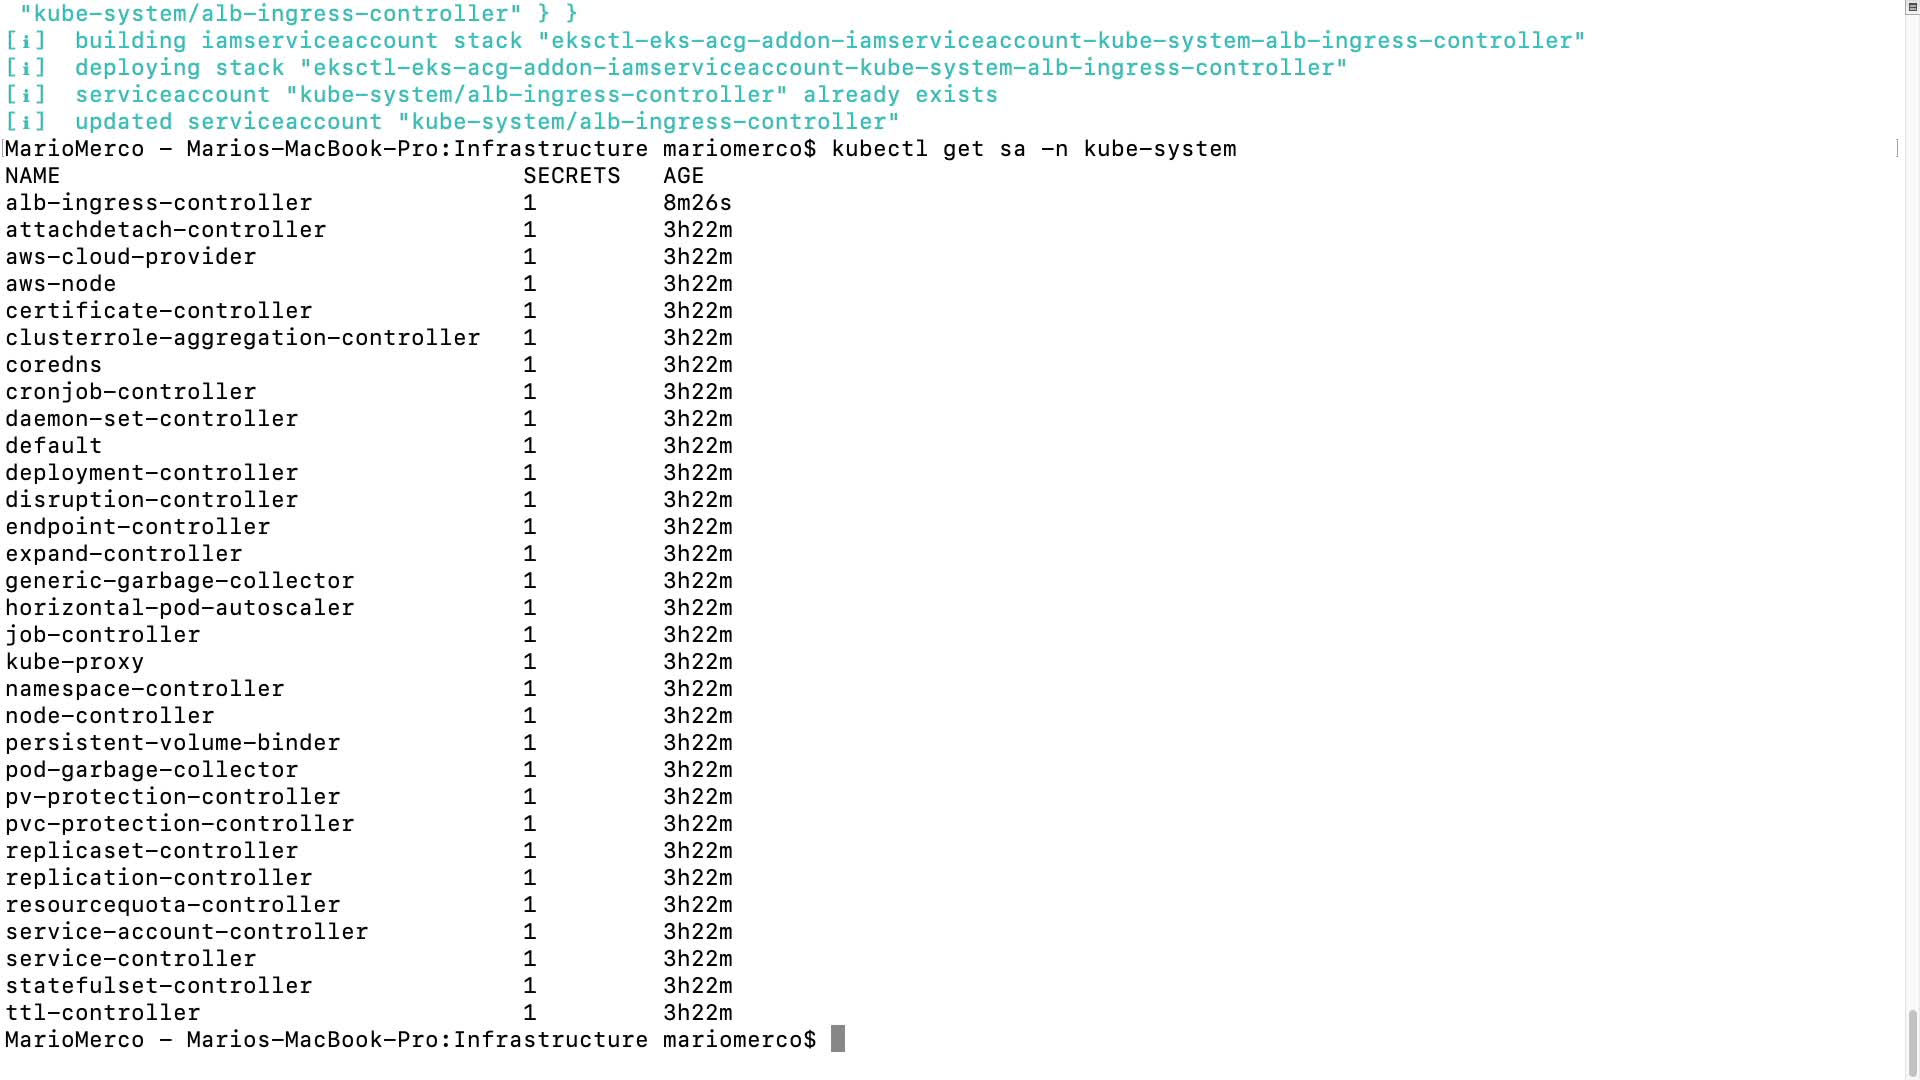 "kube-system/alb-ingress-controller" } }
[ℹ]  building iamserviceaccount stack "eksctl-eks-acg-addon-iamserviceaccount-kube-system-alb-ingress-controller"
[ℹ]  deploying stack "eksctl-eks-acg-addon-iamserviceaccount-kube-system-alb-ingress-controller"
[ℹ]  serviceaccount "kube-system/alb-ingress-controller" already exists
[ℹ]  updated serviceaccount "kube-system/alb-ingress-controller"
MarioMerco - Marios-MacBook-Pro:Infrastructure mariomerco$ kubectl get sa -n kube-system
NAME SECRETS AGE
alb-ingress-controller 1 8m26s
attachdetach-controller 1 3h22m
aws-cloud-provider 1 3h22m
aws-node 1 3h22m
certificate-controller 1 3h22m
clusterrole-aggregation-controller 1 3h22m
coredns 1 3h22m
cronjob-controller 1 3h22m
daemon-set-controller 1 3h22m
default 1 3h22m
deployment-controller 1 3h22m
disruption-controller 1 3h22m
endpoint-controller 1 3h22m
expand-controller 1 3h22m
generic-garbage-collector 1 3h22m
horizontal-pod-autoscaler 1 3h22m
job-controller 1 3h22m
kube-proxy 1 3h22m
namespace-controller 1 3h22m
node-controller 1 3h22m
persistent-volume-binder 1 3h22m
pod-garbage-collector 1 3h22m
pv-protection-controller 1 3h22m
pvc-protection-controller 1 3h22m
replicaset-controller 1 3h22m
replication-controller 1 3h22m
resourcequota-controller 1 3h22m
service-account-controller 1 3h22m
service-controller 1 3h22m
statefulset-controller 1 3h22m
ttl-controller 1 3h22m
MarioMerco - Marios-MacBook-Pro:Infrastructure mariomerco$